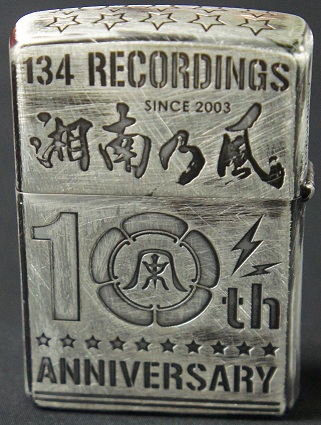 134 RECORDINGS
SINCE 2003
湘南乃風
10th
ANNIVERSARY